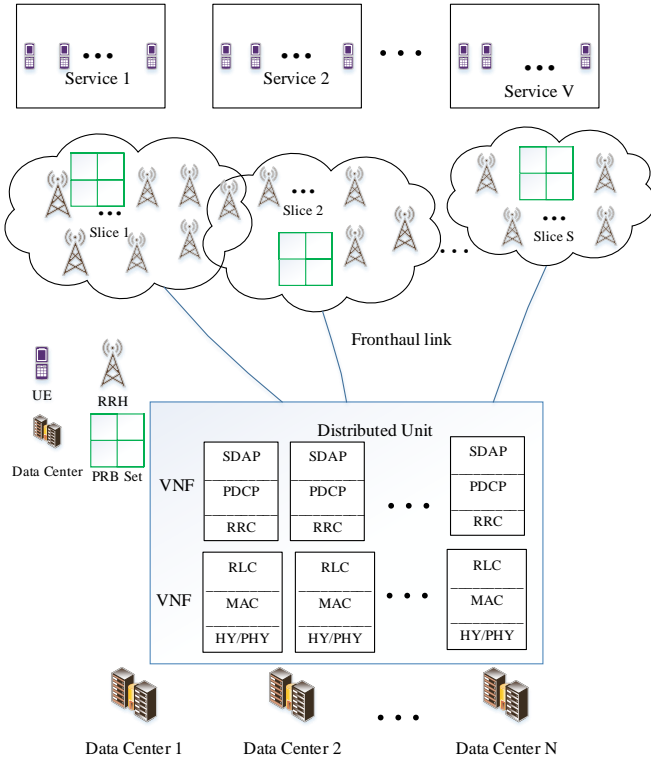 Service 1
Service 2
Service V
Slice 1
Slice 2
Slice S
Fronthaul link
UE
RRH
Data Center
PRB Set
Distributed Unit
VNF
SDAP
PDCP
RRC
SDAP
PDCP
RRC
SDAP
PDCP
RRC
VNF
RLC
MAC
HY/PHY
RLC
MAC
HY/PHY
RLC
MAC
HY/PHY
Data Center 1
Data Center 2
Data Center N